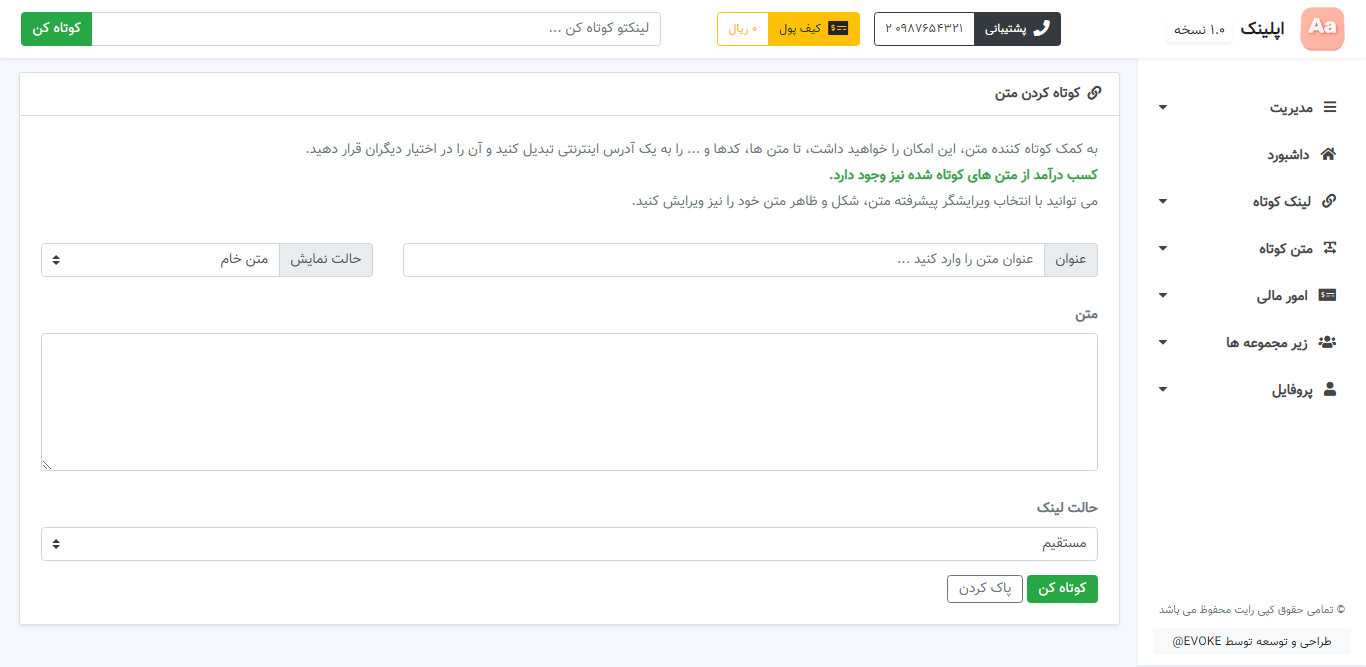 Aa
اپلینک
۱.۰ نسخه
پشتیبانی
۰۹۸۷۶۵۴۳۲۱ ۲
کیف پول
۰ ریال
لینکتو کوتاه کن ...
کوتاه کن
مدیریت
داشبورد
لینک کوتاه
متن کوتاه
امور مالی
زیر مجموعه ها
پروفایل
© تمامی حقوق کپی رایت محفوظ می باشد
طراحی و توسعه توسط EVOKE@
کوتاه کردن متن
به کمک کوتاه کننده متن، این امکان را خواهید داشت، تا متن ها، کدها و ... را به یک آدرس اینترنتی تبدیل کنید و آن را در اختیار دیگران قرار دهید.
کسب درآمد از متن های کوتاه شده نیز وجود دارد.
می توانید با انتخاب ویرایشگر پیشرفته متن، شکل و ظاهر متن خود را نیز ویرایش کنید.
عنوان
عنوان متن را وارد کنید ...
حالت نمایش
متن خام
متن
حالت لینک
مستقیم
کوتاه کن
پاک کردن